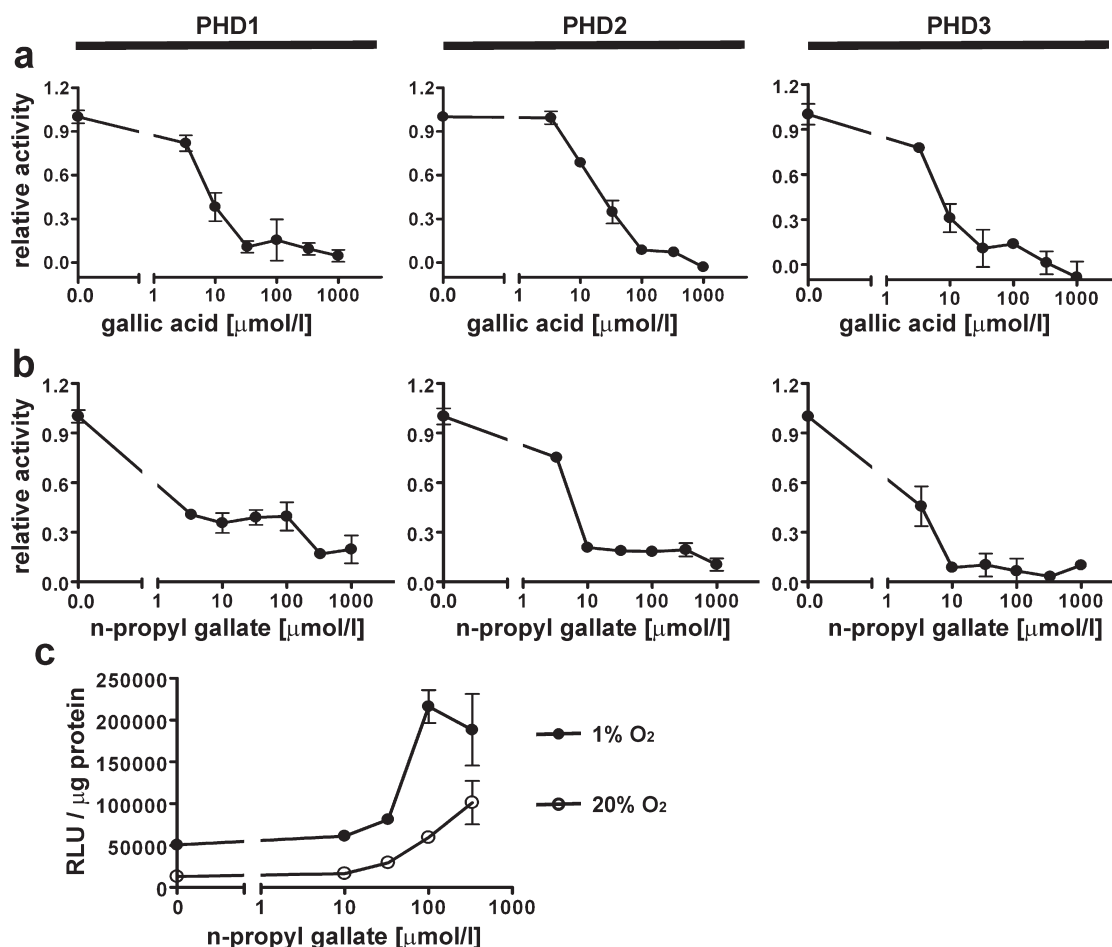 PHD1 PHD2 PHD3
a
relative activity
1.2 1.2 1.2
0.9 0.9 0.9
0.6 0.6 0.6
0.3 0.3 0.3
0.0 0.0 0.0
0.0 1 10 100 1000 0.0 1 10 100 1000 0.0 1 10 100 1000
gallic acid [μmol/l] gallic acid [μmol/l] gallic acid [μmol/l]
b
relative activity
1.2 1.2 1.2
0.9 0.9 0.9
0.6 0.6 0.6
0.3 0.3 0.3
0.0 0.0 0.0
0.0 1 10 100 1000 0.0 1 10 100 1000 0.0 1 10 100 1000
n-propyl gallate [μmol/l] n-propyl gallate [μmol/l] n-propyl gallate [μmol/l]
c
RLU / μg protein
250000
200000
150000
100000
50000
0
0 1 10 100 1000
n-propyl gallate [μmol/l]
1% O₂
20% O₂